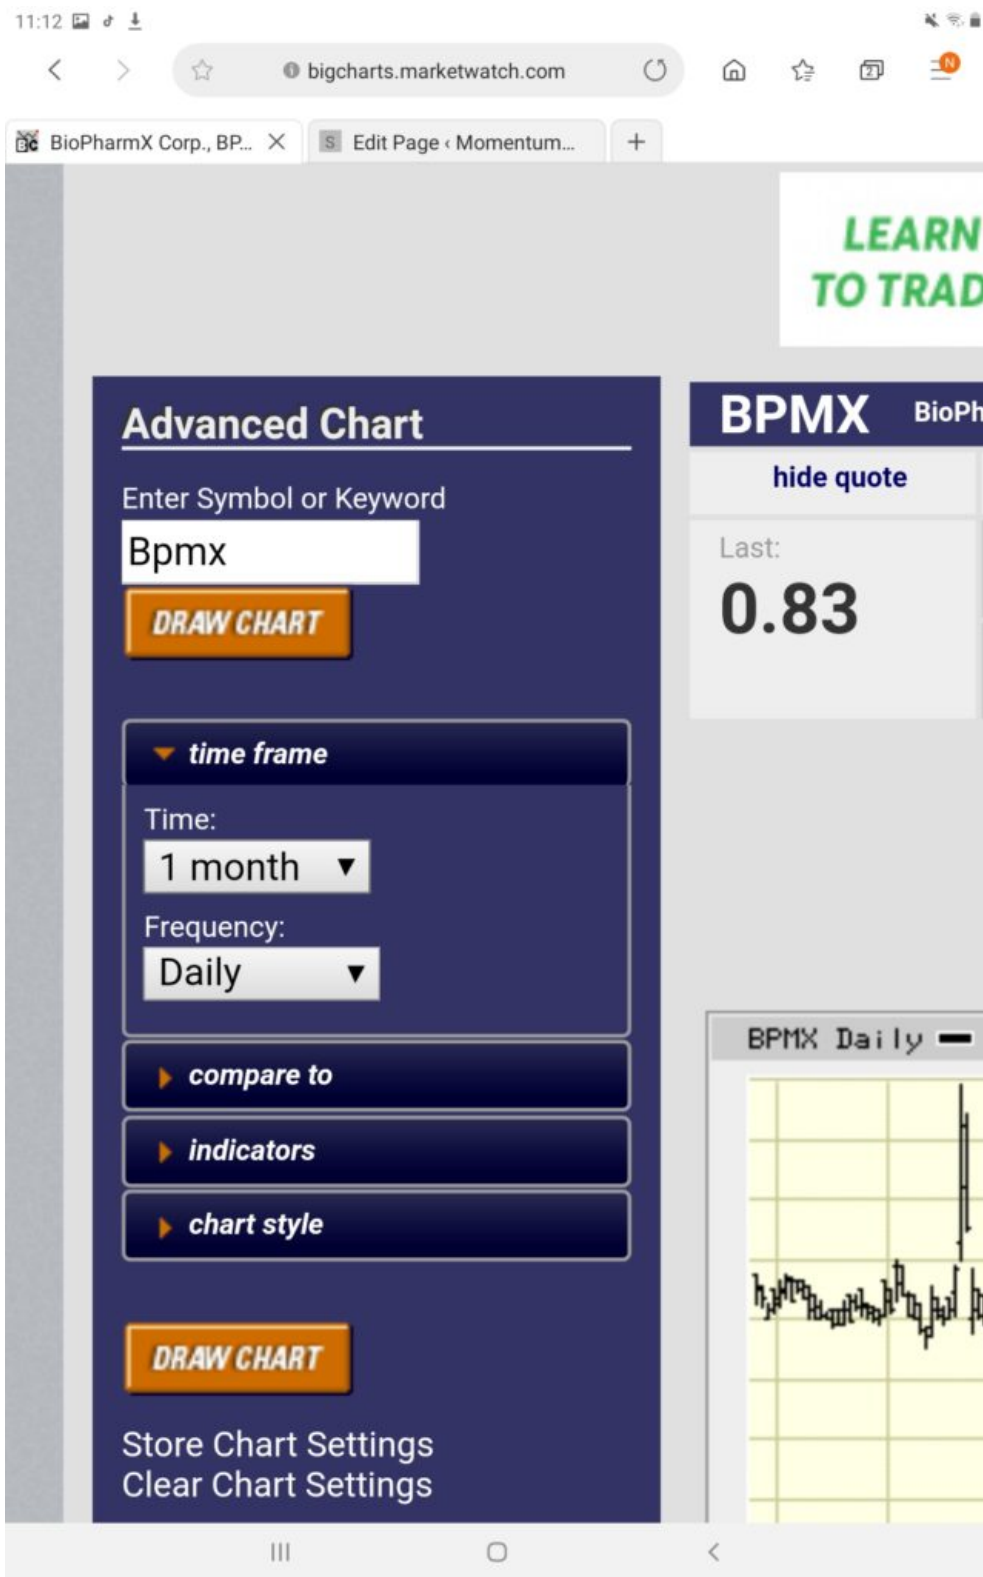 11:12
bigcharts.marketwatch.com
2
N
BioPharmX Corp., BP...
S Edit Page ‹ Momentum...
LEARN
TO TRAD
Advanced Chart
Enter Symbol or Keyword
Bpmx
DRAW CHART
time frame
Time:
1 month
Frequency:
Daily
compare to
indicators
chart style
DRAW CHART
Store Chart Settings
Clear Chart Settings
BPMX BioPh
hide quote
Last:
0.83
BPMX Daily